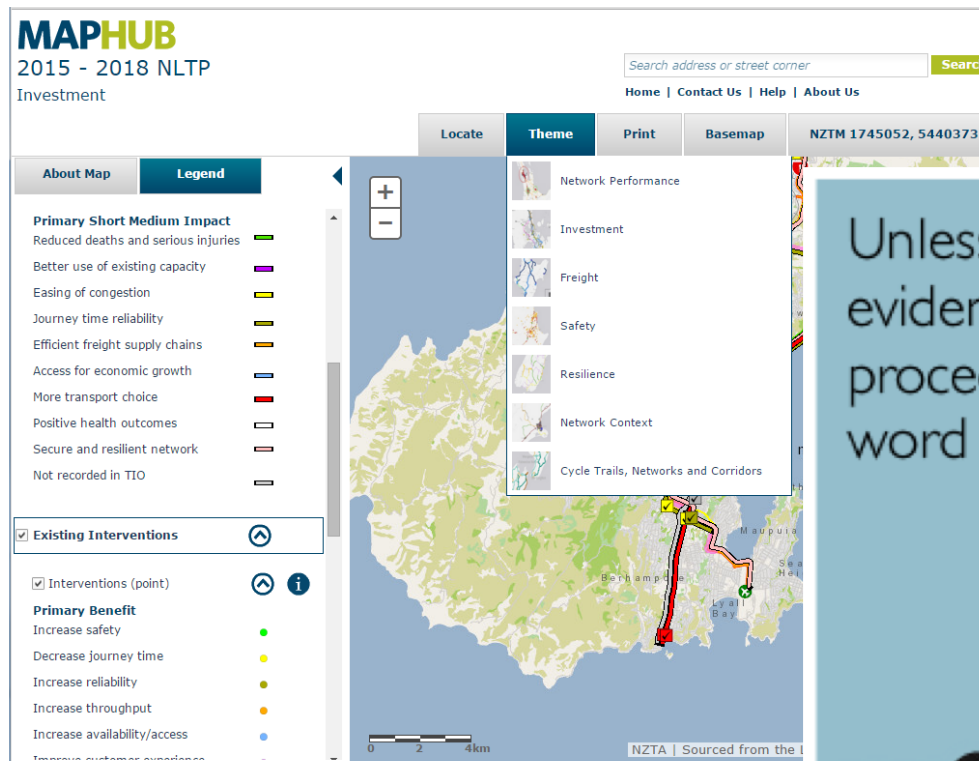 MAPHUB
2015 - 2018 NLTP
Investment
Search address or street corner
Home | Contact Us | Help | About Us
Locate
Theme
Print
Basemap
NZTM 1745052, 5440373
About Map
Legend
Primary Short Medium Impact
Reduced deaths and serious injuries
Better use of existing capacity
Easing of congestion
Journey time reliability
Efficient freight supply chains
Access for economic growth
More transport choice
Positive health outcomes
Secure and resilient network
Not recorded in TIO
Existing Interventions
Interventions (point)
Primary Benefit
Increase safety
Decrease journey time
Increase reliability
Increase throughput
Increase availability/access
Improve customer experience
+
−
Network Performance
Investment
Freight
Safety
Resilience
Network Context
Cycle Trails, Networks and Corridors
Maupuia
Berhampore
Lyall
Bay
0 2 4km
NZTA | Sourced from the
word